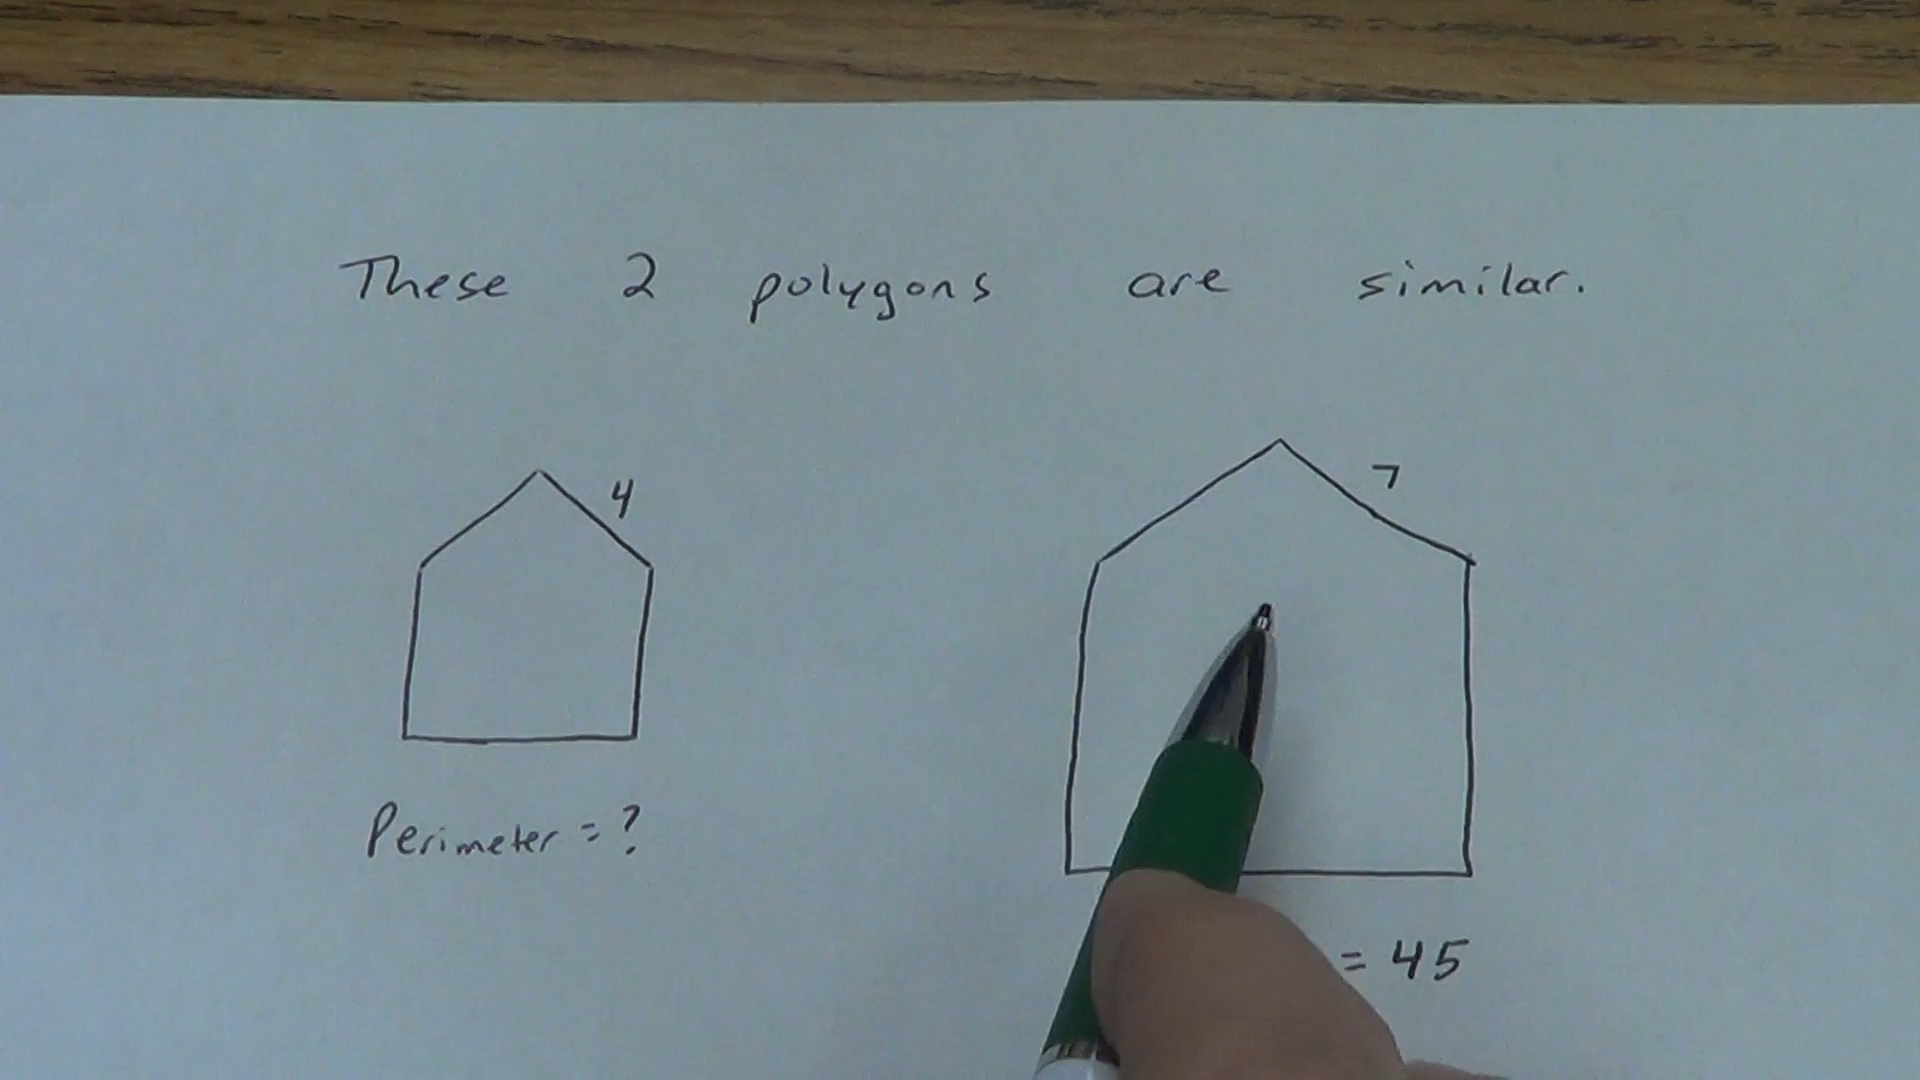 These 2 polygons are similar.
4
7
Perimeter = ?
= 45